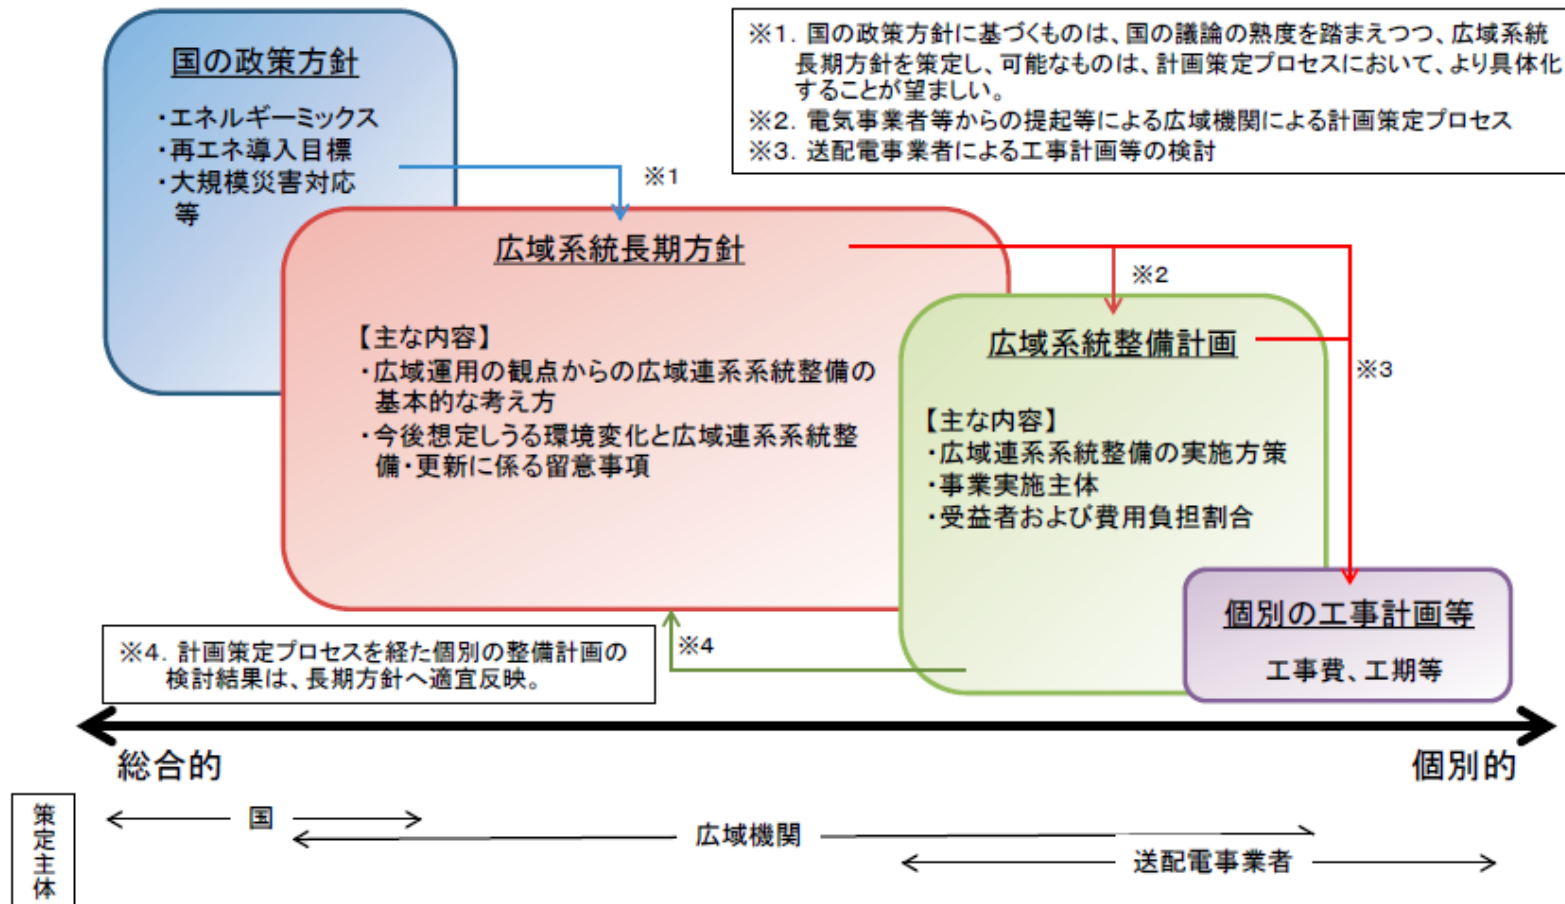 国の政策方針
・エネルギーミックス
・再エネ導入目標
・大規模災害対応
等
※1．国の政策方針に基づくものは、国の議論の熟度を踏まえつつ、広域系統
長期方針を策定し、可能なものは、計画策定プロセスにおいて、より具体化
することが望ましい。
※2．電気事業者等からの提起等による広域機関による計画策定プロセス
※3．送配電事業者による工事計画等の検討
※1
広域系統長期方針
【主な内容】
・広域運用の観点からの広域連系系統整備の
基本的な考え方
・今後想定しうる環境変化と広域連系系統整
備・更新に係る留意事項
※2
広域系統整備計画
【主な内容】
・広域連系系統整備の実施方策
・事業実施主体
・受益者および費用負担割合
※3
個別の工事計画等
工事費、工期等
※4．計画策定プロセスを経た個別の整備計画の
検討結果は、長期方針へ適宜反映。
※4
総合的
個別的
策定主体
国
広域機関
送配電事業者